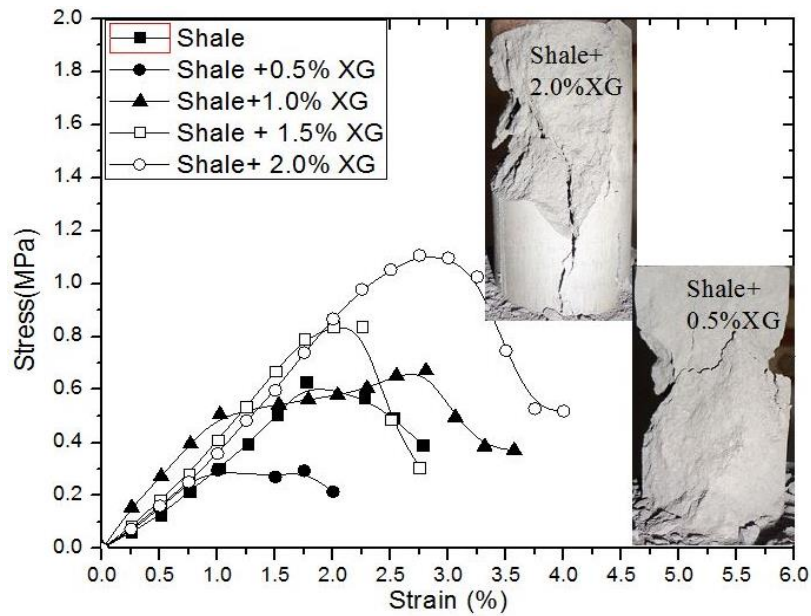 2.0
1.8
1.6
1.4
1.2
1.0
0.8
0.6
0.4
0.2
0.0
Stress(MPa)
Shale
Shale +0.5% XG
Shale+1.0% XG
Shale + 1.5% XG
Shale+ 2.0% XG
Shale+
2.0%XG
Shale+
0.5%XG
0.0 0.5 1.0 1.5 2.0 2.5 3.0 3.5 4.0 4.5 5.0 5.5 6.0
Strain (%)